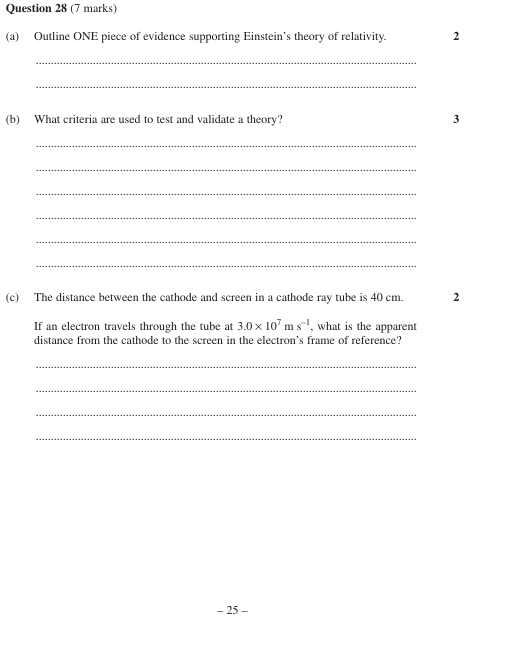 Question 28 (7 marks)
(a) Outline ONE piece of evidence supporting Einstein’s theory of relativity. 2
................................................................................................................................
................................................................................................................................
(b) What criteria are used to test and validate a theory? 3
................................................................................................................................
................................................................................................................................
................................................................................................................................
................................................................................................................................
................................................................................................................................
................................................................................................................................
(c) The distance between the cathode and screen in a cathode ray tube is 40 cm. 2
If an electron travels through the tube at 3.0 × 10⁷ m s⁻¹, what is the apparent
distance from the cathode to the screen in the electron’s frame of reference?
................................................................................................................................
................................................................................................................................
................................................................................................................................
................................................................................................................................
– 25 –